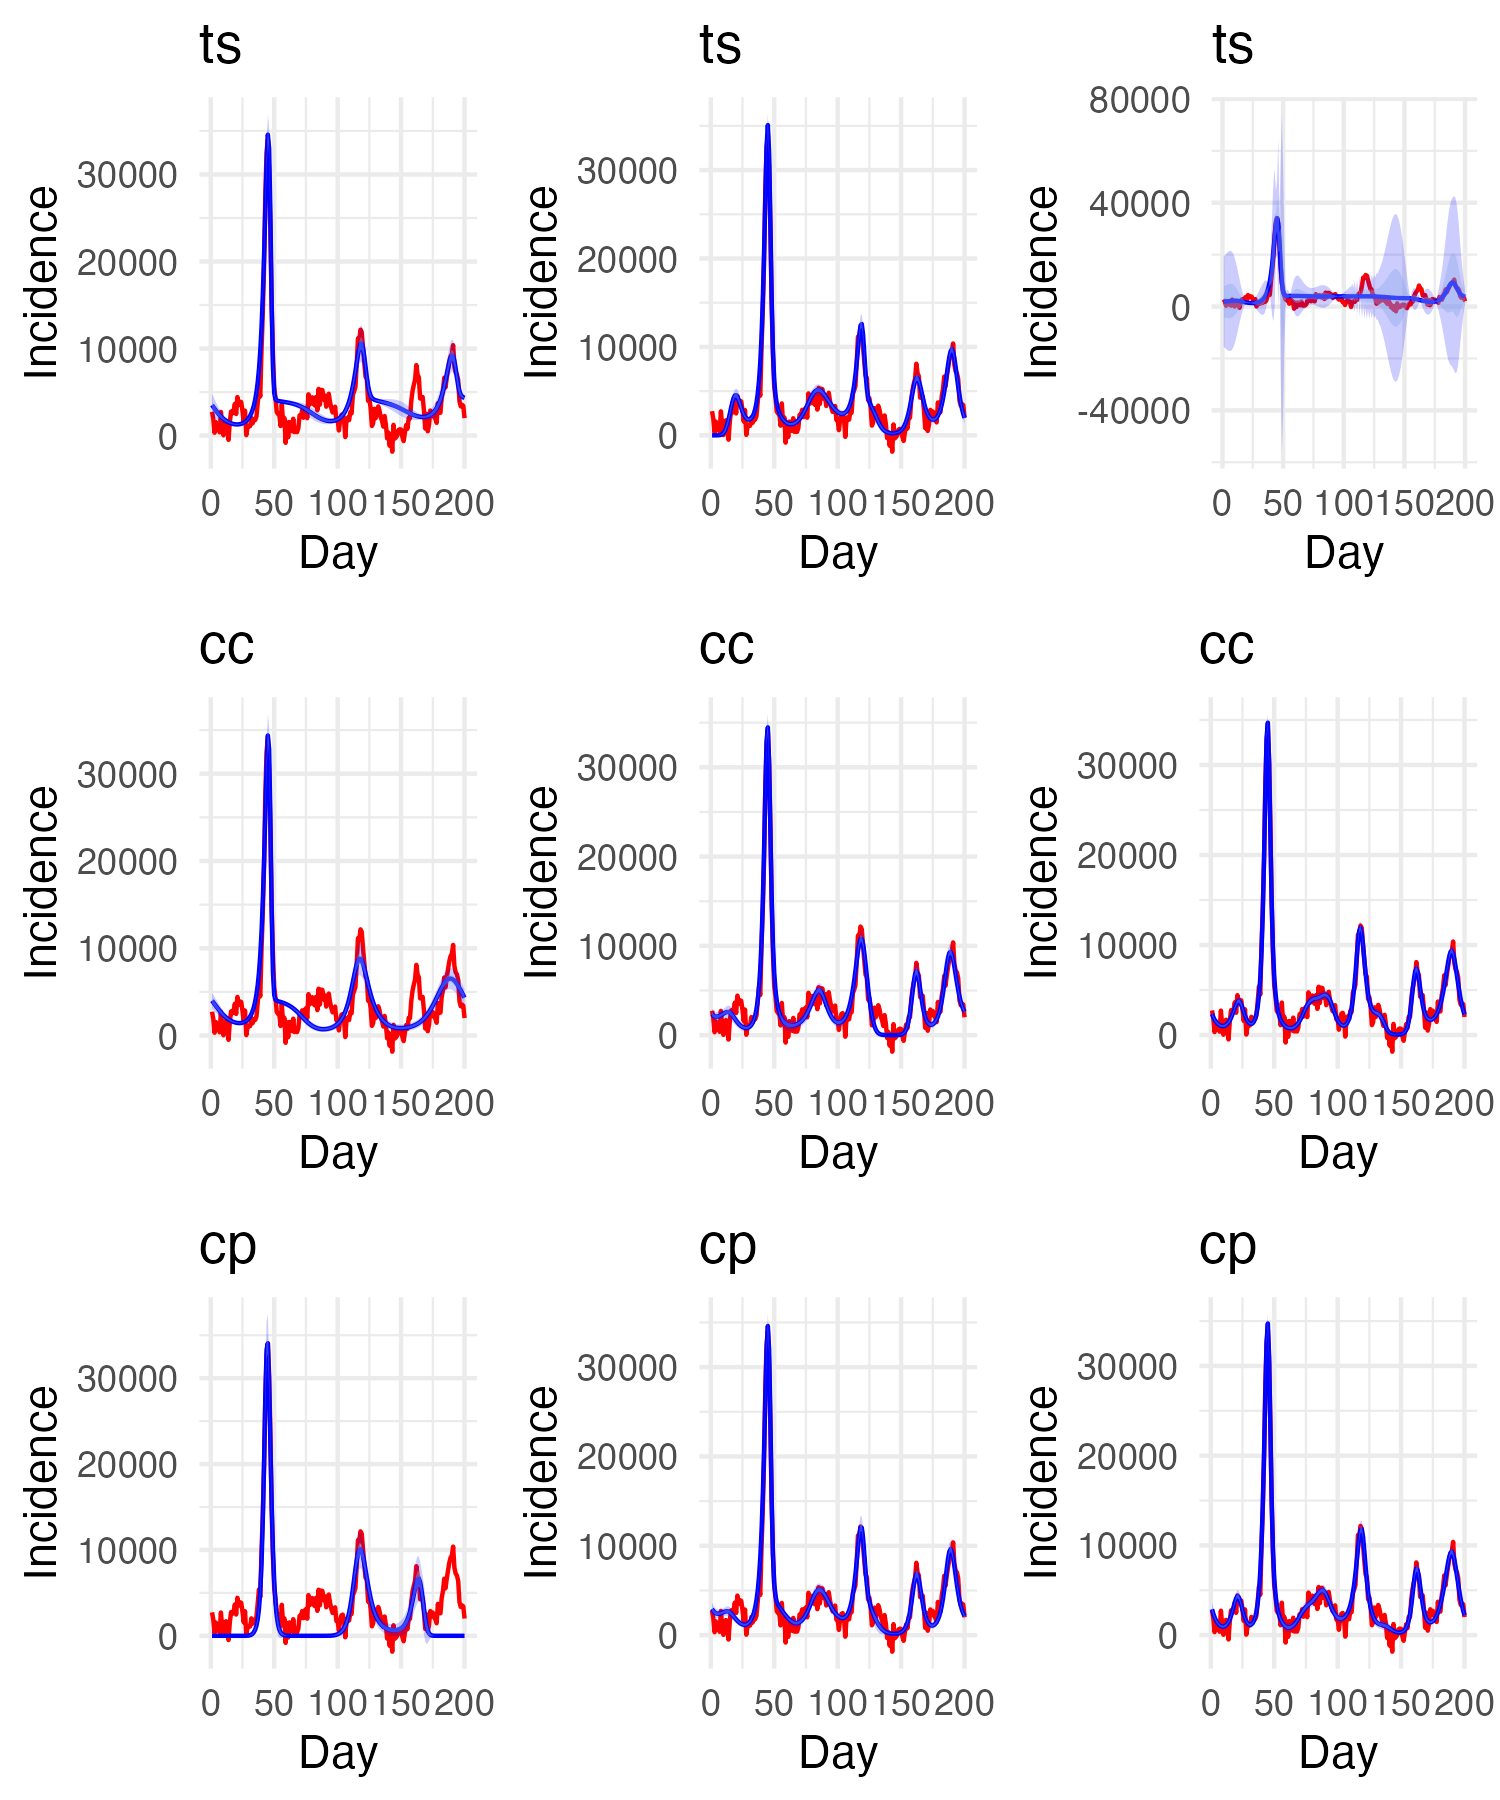 ts ts ts
80000
30000 30000
40000
20000 20000
0
10000 10000
-40000
0 0
Incidence Incidence Incidence
0 50 100 150 200 0 50 100 150 200 0 50 100 150 200
Day Day Day
cc cc cc
30000 30000 30000
20000 20000 20000
10000 10000 10000
0 0 0
Incidence Incidence Incidence
0 50 100 150 200 0 50 100 150 200 0 50 100 150 200
Day Day Day
cp cp cp
30000 30000 30000
20000 20000 20000
10000 10000 10000
0 0 0
Incidence Incidence Incidence
0 50 100 150 200 0 50 100 150 200 0 50 100 150 200
Day Day Day